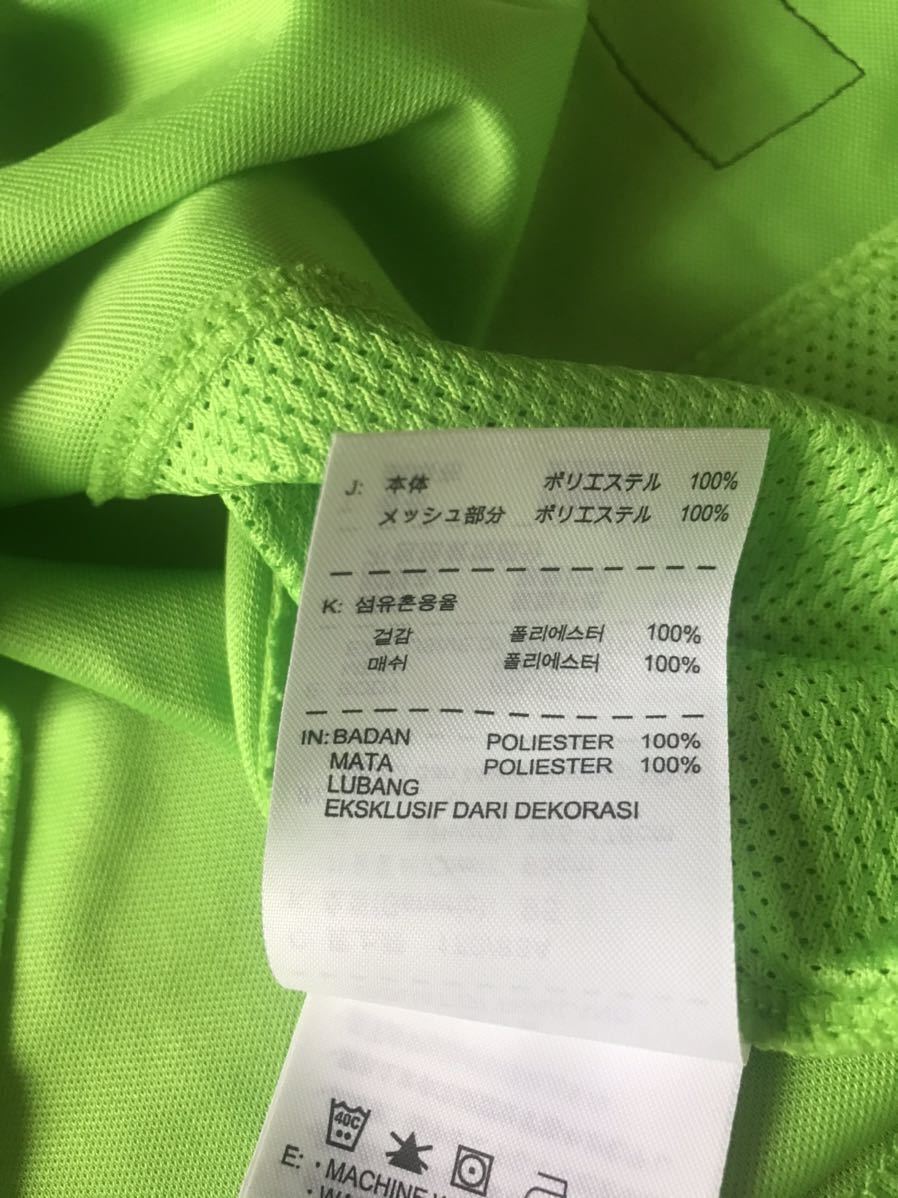 J: 本体 ポリエステル 100%
メッシュ部分 ポリエステル 100%
K: 섬유혼용율
겉감 폴리에스터 100%
매쉬 폴리에스터 100%
IN: BADAN POLIESTER 100%
MATA POLIESTER 100%
LUBANG
EKSKLUSIF DARI DEKORASI
40C
E: · MACHINE